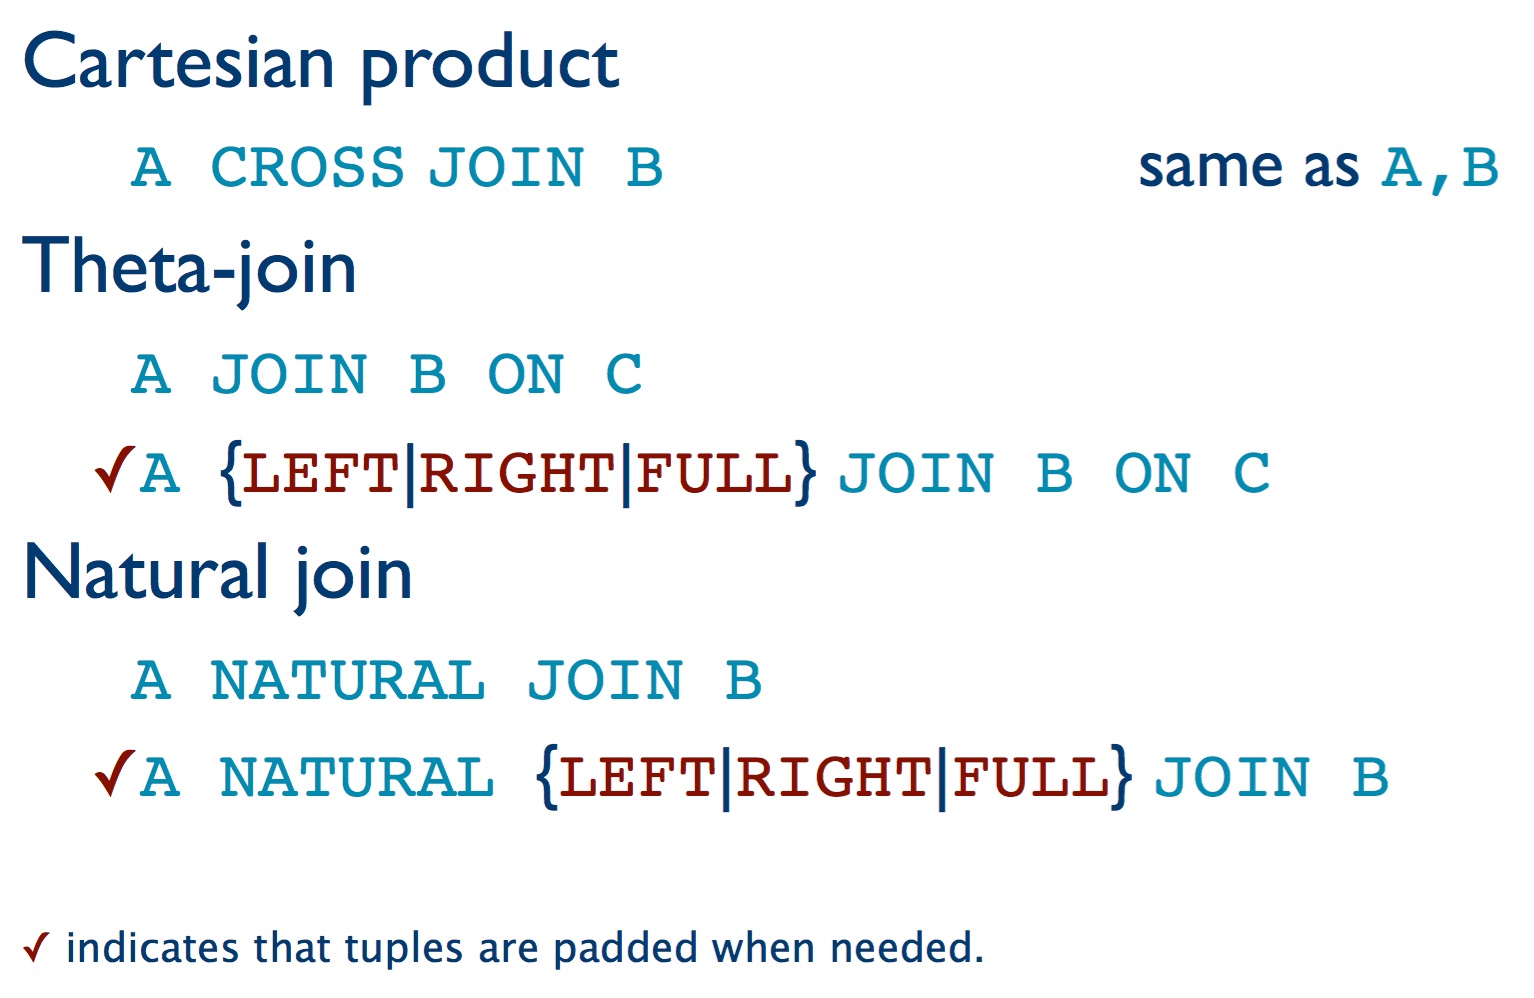 Cartesian product
A CROSS JOIN B same as A,B
Theta-join
A JOIN B ON C
✓A {LEFT|RIGHT|FULL} JOIN B ON C
Natural join
A NATURAL JOIN B
✓A NATURAL {LEFT|RIGHT|FULL} JOIN B
✓ indicates that tuples are padded when needed.